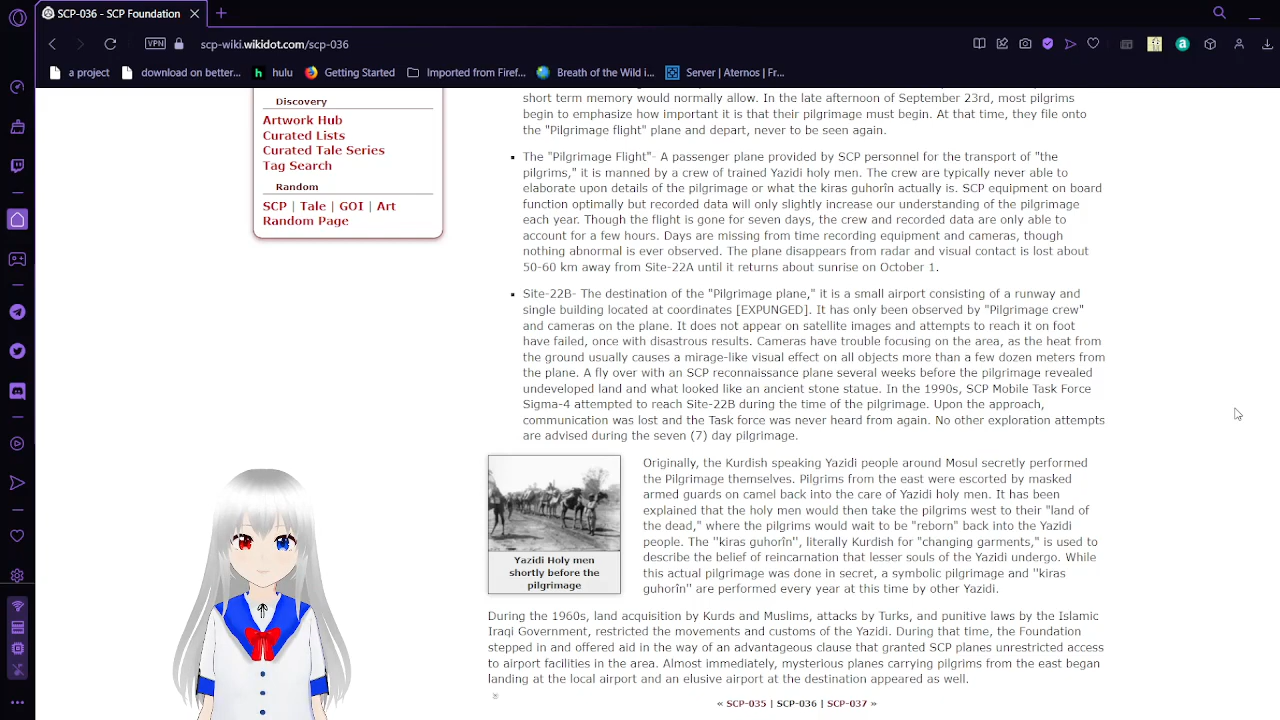 SCP-036 - SCP Foundation
VPN
scp-wiki.wikidot.com/scp-036
a project
download on better...
hulu
Getting Started
Imported from Firef...
Breath of the Wild i...
Server | Aternos | Fr...
Discovery
Artwork Hub
Curated Lists
Curated Tale Series
Tag Search
Random
SCP | Tale | GOI | Art
Random Page
short term memory would normally allow. In the late afternoon of September 23rd, most pilgrims
begin to emphasize how important it is that their pilgrimage must begin. At that time, they file onto
the "Pilgrimage flight" plane and depart, never to be seen again.
The "Pilgrimage Flight"- A passenger plane provided by SCP personnel for the transport of "the
pilgrims," it is manned by a crew of trained Yazidi holy men. The crew are typically never able to
elaborate upon details of the pilgrimage or what the kiras guhorîn actually is. SCP equipment on board
function optimally but recorded data will only slightly increase our understanding of the pilgrimage
each year. Though the flight is gone for seven days, the crew and recorded data are only able to
account for a few hours. Days are missing from time recording equipment and cameras, though
nothing abnormal is ever observed. The plane disappears from radar and visual contact is lost about
50-60 km away from Site-22A until it returns about sunrise on October 1.
Site-22B- The destination of the "Pilgrimage plane," it is a small airport consisting of a runway and
single building located at coordinates [EXPUNGED]. It has only been observed by "Pilgrimage crew"
and cameras on the plane. It does not appear on satellite images and attempts to reach it on foot
have failed, once with disastrous results. Cameras have trouble focusing on the area, as the heat from
the ground usually causes a mirage-like visual effect on all objects more than a few dozen meters from
the plane. A fly over with an SCP reconnaissance plane several weeks before the pilgrimage revealed
undeveloped land and what looked like an ancient stone statue. In the 1990s, SCP Mobile Task Force
Sigma-4 attempted to reach Site-22B during the time of the pilgrimage. Upon the approach,
communication was lost and the Task force was never heard from again. No other exploration attempts
are advised during the seven (7) day pilgrimage.
Yazidi Holy men
shortly before the
pilgrimage
Originally, the Kurdish speaking Yazidi people around Mosul secretly performed
the Pilgrimage themselves. Pilgrims from the east were escorted by masked
armed guards on camel back into the care of Yazidi holy men. It has been
explained that the holy men would then take the pilgrims west to their "land of
the dead," where the pilgrims would wait to be "reborn" back into the Yazidi
people. The "kiras guhorîn", literally Kurdish for "changing garments," is used to
describe the belief of reincarnation that lesser souls of the Yazidi undergo. While
this actual pilgrimage was done in secret, a symbolic pilgrimage and "kiras
guhorîn" are performed every year at this time by other Yazidi.
During the 1960s, land acquisition by Kurds and Muslims, attacks by Turks, and punitive laws by the Islamic
Iraqi Government, restricted the movements and customs of the Yazidi. During that time, the Foundation
stepped in and offered aid in the way of an advantageous clause that granted SCP planes unrestricted access
to airport facilities in the area. Almost immediately, mysterious planes carrying pilgrims from the east began
landing at the local airport and an elusive airport at the destination appeared as well.
« SCP-035 | SCP-036 | SCP-037 »